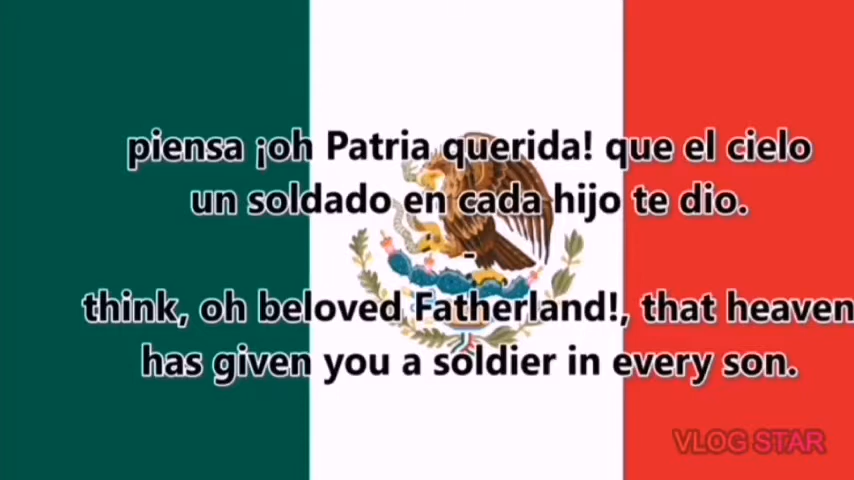 piensa ¡oh Patria querida! que el cielo
un soldado en cada hijo te dio.
-
think, oh beloved Fatherland!, that heaven
has given you a soldier in every son.
VLOG STAR